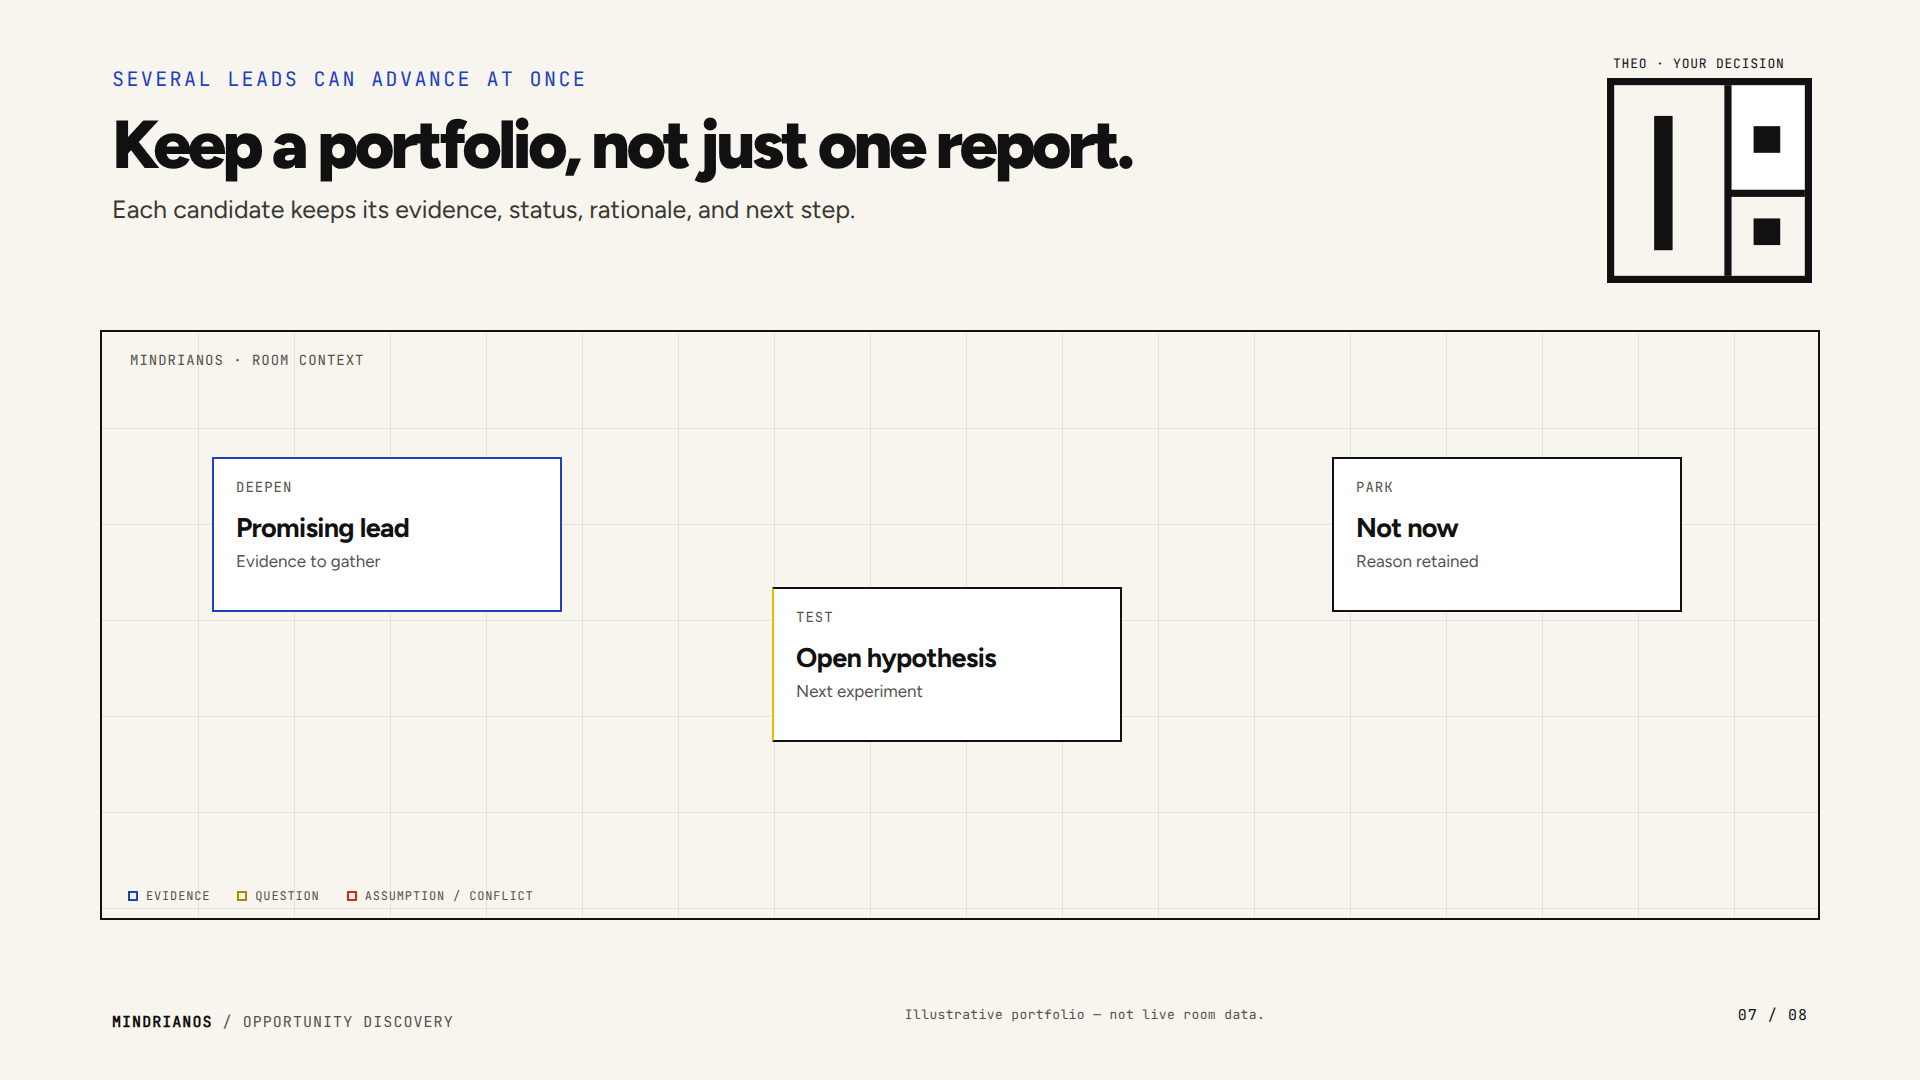 SEVERAL LEADS CAN ADVANCE AT ONCE
Keep a portfolio, not just one report.
Each candidate keeps its evidence, status, rationale, and next step.
THEO · YOUR DECISION
MINDRIANOS · ROOM CONTEXT
DEEPEN
Promising lead
Evidence to gather
TEST
Open hypothesis
Next experiment
PARK
Not now
Reason retained
EVIDENCE
QUESTION
ASSUMPTION / CONFLICT
MINDRIANOS / OPPORTUNITY DISCOVERY
Illustrative portfolio — not live room data.
07 / 08